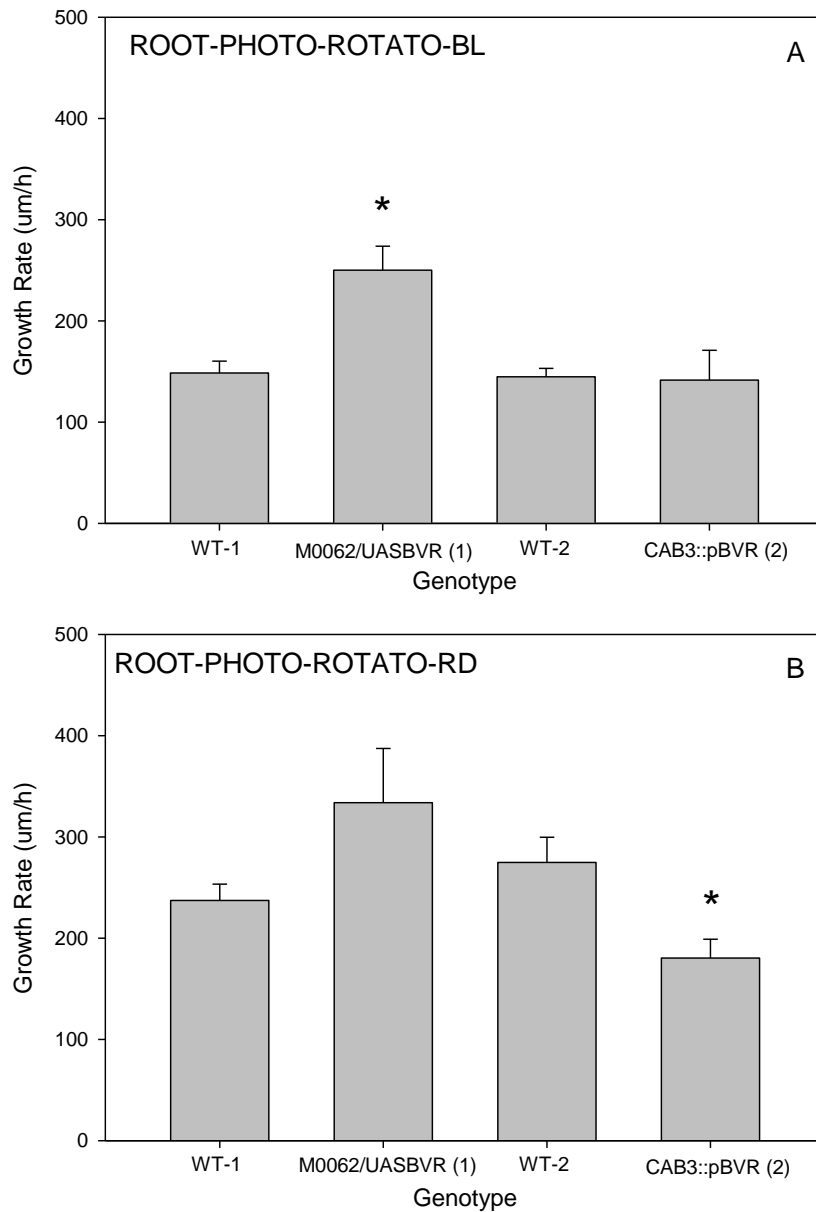 ROOT-PHOTO-ROTATO-BL
A
500
400
300
200
100
0
Growth Rate (um/h)
*
WT-1
M0062/UASBVR (1)
WT-2
CAB3::pBVR (2)
Genotype
ROOT-PHOTO-ROTATO-RD
B
500
400
300
200
100
0
Growth Rate (um/h)
*
WT-1
M0062/UASBVR (1)
WT-2
CAB3::pBVR (2)
Genotype